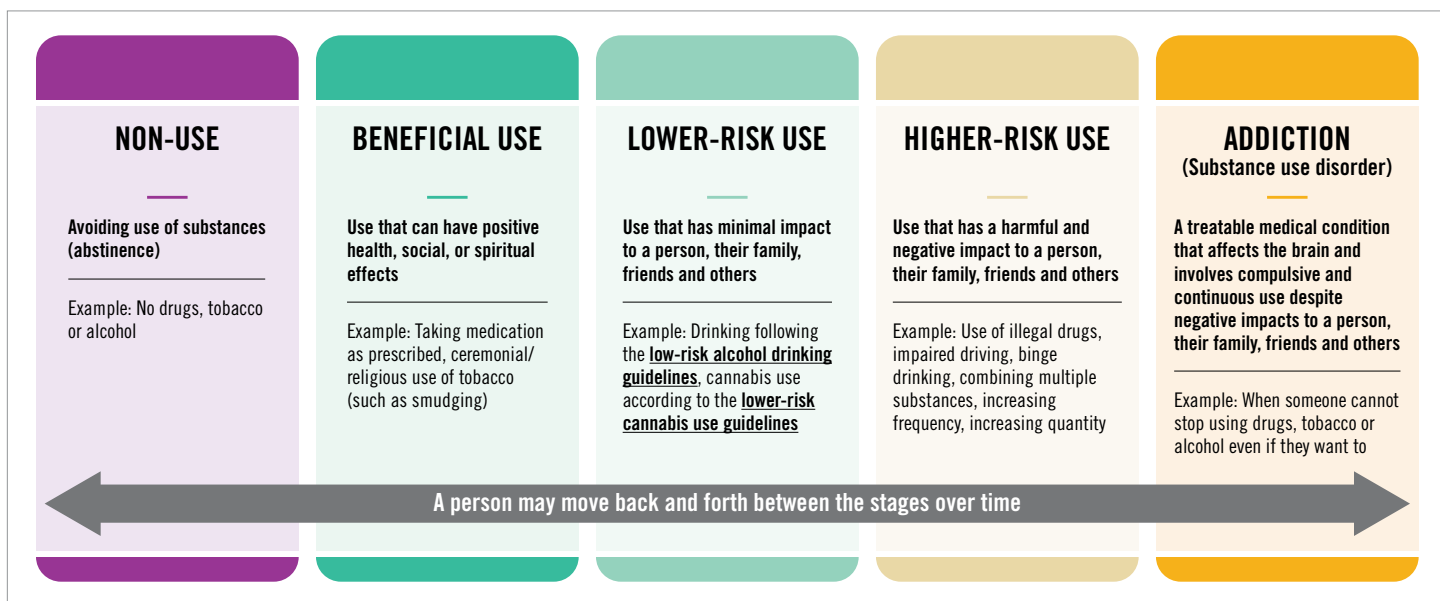 NON-USE
Avoiding use of substances
(abstinence)
Example: No drugs, tobacco
or alcohol
BENEFICIAL USE
Use that can have positive
health, social, or spiritual
effects
Example: Taking medication
as prescribed, ceremonial/
religious use of tobacco
(such as smudging)
LOWER-RISK USE
Use that has minimal impact
to a person, their family,
friends and others
Example: Drinking following
the low-risk alcohol drinking
guidelines, cannabis use
according to the lower-risk
cannabis use guidelines
HIGHER-RISK USE
Use that has a harmful and
negative impact to a person,
their family, friends and others
Example: Use of illegal drugs,
impaired driving, binge
drinking, combining multiple
substances, increasing
frequency, increasing quantity
ADDICTION
(Substance use disorder)
A treatable medical condition
that affects the brain and
involves compulsive and
continuous use despite
negative impacts to a person,
their family, friends and others
Example: When someone cannot
stop using drugs, tobacco or
alcohol even if they want to
A person may move back and forth between the stages over time